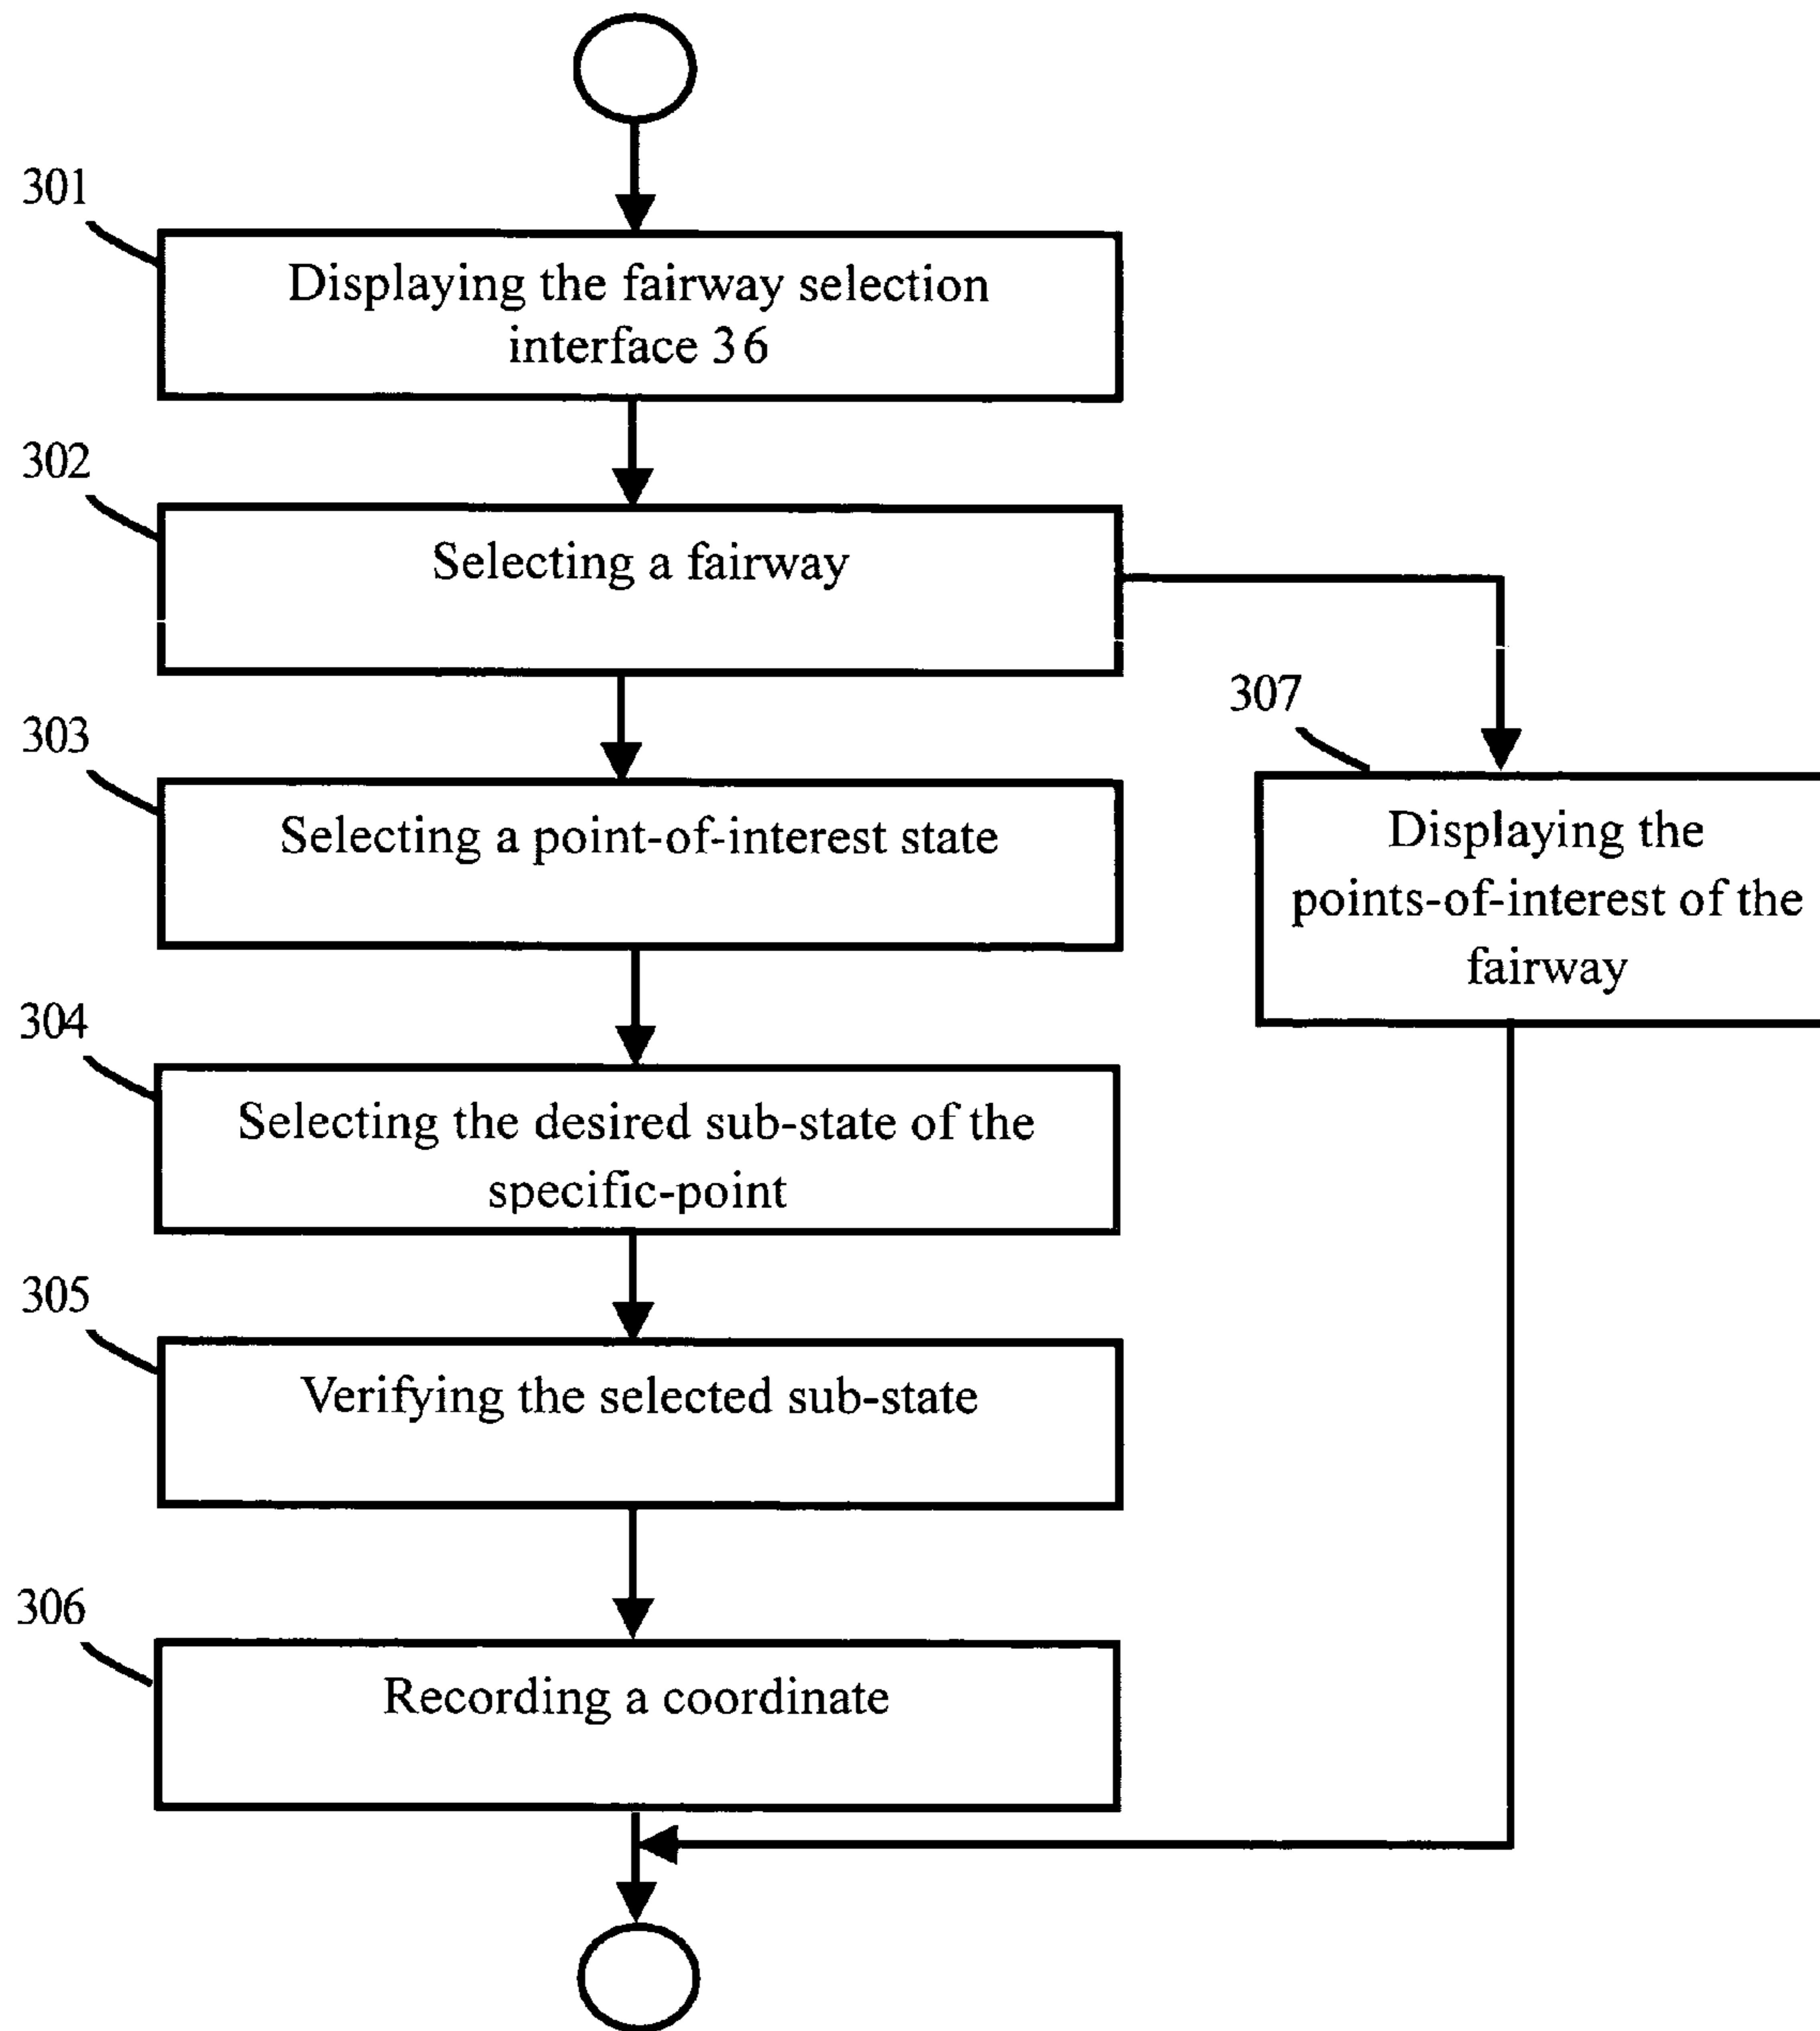 301
Displaying the fairway selection
interface 36
302
Selecting a fairway
303
Selecting a point-of-interest state
307
Displaying the
points-of-interest of the
fairway
304
Selecting the desired sub-state of the
specific-point
305
Verifying the selected sub-state
306
Recording a coordinate